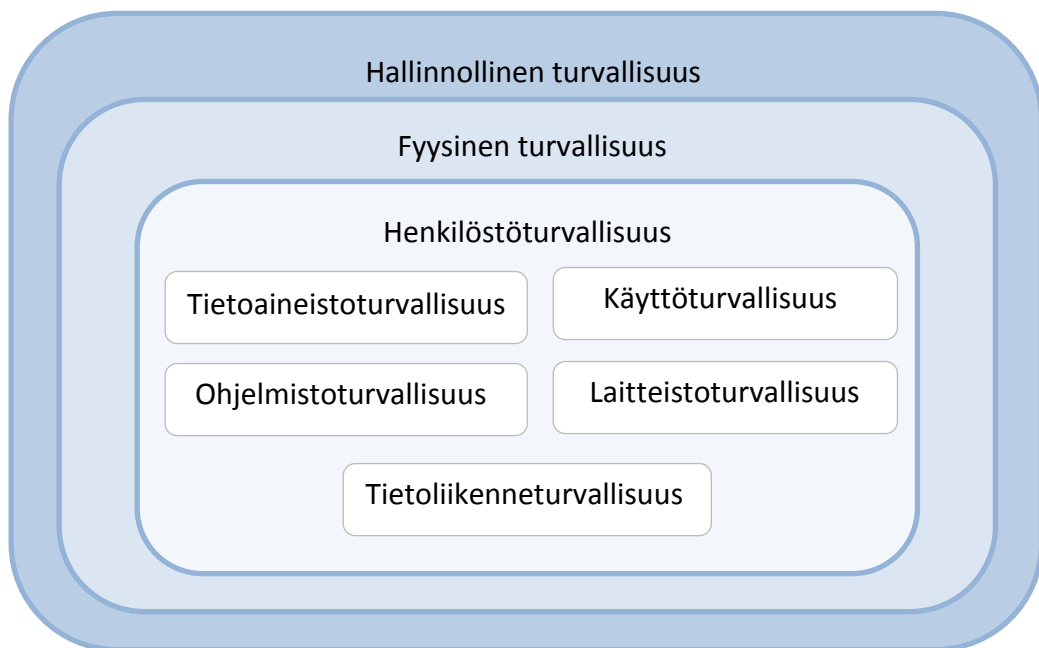 Hallinnollinen turvallisuus
Fyysinen turvallisuus
Henkilöstöturvallisuus
Tietoaineistoturvallisuus
Käyttöturvallisuus
Ohjelmistoturvallisuus
Laitteistoturvallisuus
Tietoliikenneturvallisuus